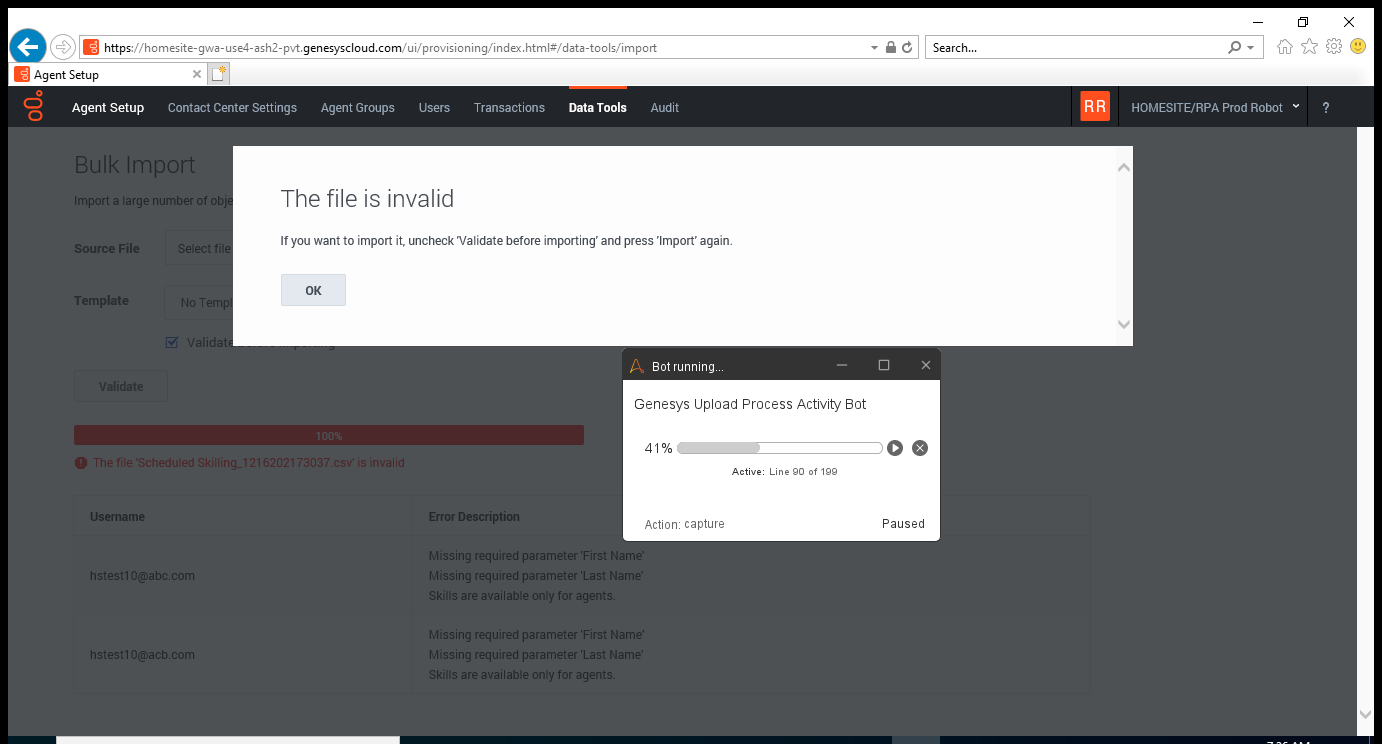 https://homesite-gwa-use4-ash2-pvt.genesyscloud.com/ui/provisioning/index.html#/data-tools/import
Search...
Agent Setup
Agent Setup Contact Center Settings Agent Groups Users Transactions Data Tools Audit RR HOMESITE/RPA Prod Robot ?
Bulk Import
Import a large number of obje
The file is invalid
If you want to import it, uncheck 'Validate before importing' and press 'Import' again.
OK
Source File Select file
Template No Templ
Validate before importing
Validate
100%
The file 'Scheduled Skilling_1216202173037.csv' is invalid
Bot running...
Genesys Upload Process Activity Bot
41%
Active: Line 90 of 199
Action: capture Paused
Username Error Description
hstest10@abc.com
Missing required parameter 'First Name'
Missing required parameter 'Last Name'
Skills are available only for agents.
hstest10@acb.com
Missing required parameter 'First Name'
Missing required parameter 'Last Name'
Skills are available only for agents.